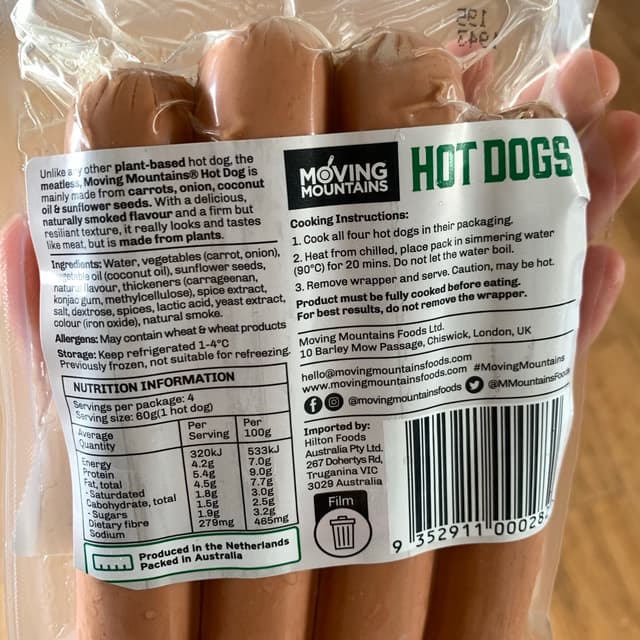 195
1943
Unlike any other plant-based hot dog, the
meatless, Moving Mountains® Hot Dog is
mainly made from carrots, onion, coconut
oil & sunflower seeds. With a delicious,
naturally smoked flavour and a firm but
resiliant texture, it really looks and tastes
like meat, but is made from plants.
Ingredients: Water, vegetables (carrot, onion),
vegetable oil (coconut oil), sunflower seeds,
natural flavour, thickeners (carrageenan,
konjac gum, methylcellulose), spice extract,
salt, dextrose, spices, lactic acid, yeast extract,
colour (iron oxide), natural smoke.
Allergens: May contain wheat & wheat products
Storage: Keep refrigerated 1-4°C
Previously frozen, not suitable for refreezing.
NUTRITION INFORMATION
Servings per package: 4
Serving size: 60g(1 hot dog)
Average Quantity Per Serving Per 100g
Energy 320kJ 533kJ
Protein 4.2g 7.0g
Fat, total 5.4g 9.0g
- Saturdated 4.5g 7.7g
Cabohydrate, total 1.8g 3.0g
- Sugars 1.5g 2.5g
Dietary fibre 1.9g 3.2g
Sodium 279mg 465mg
Produced in the Netherlands
Packed in Australia
MOVING
MOUNTAINS
HOT DOGS
Cooking Instructions:
1. Cook all four hot dogs in their packaging.
2. Heat from chilled, place pack in simmering water
(90°C) for 20 mins. Do not let the water boil.
3. Remove wrapper and serve. Caution, may be hot.
Product must be fully cooked before eating.
For best results, do not remove the wrapper.
Moving Mountains Foods Ltd.
10 Barley Mow Passage, Chiswick, London, UK
hello@movingmountainsfoods.com #MovingMountains
www.movingmountainsfoods.com @MMountainsFoods
@movingmountainsfoods
Imported by:
Hilton Foods
Australia Pty Ltd.
267 Dohertys Rd,
Truganina VIC
3029 Australia
Film
9 352911 00028